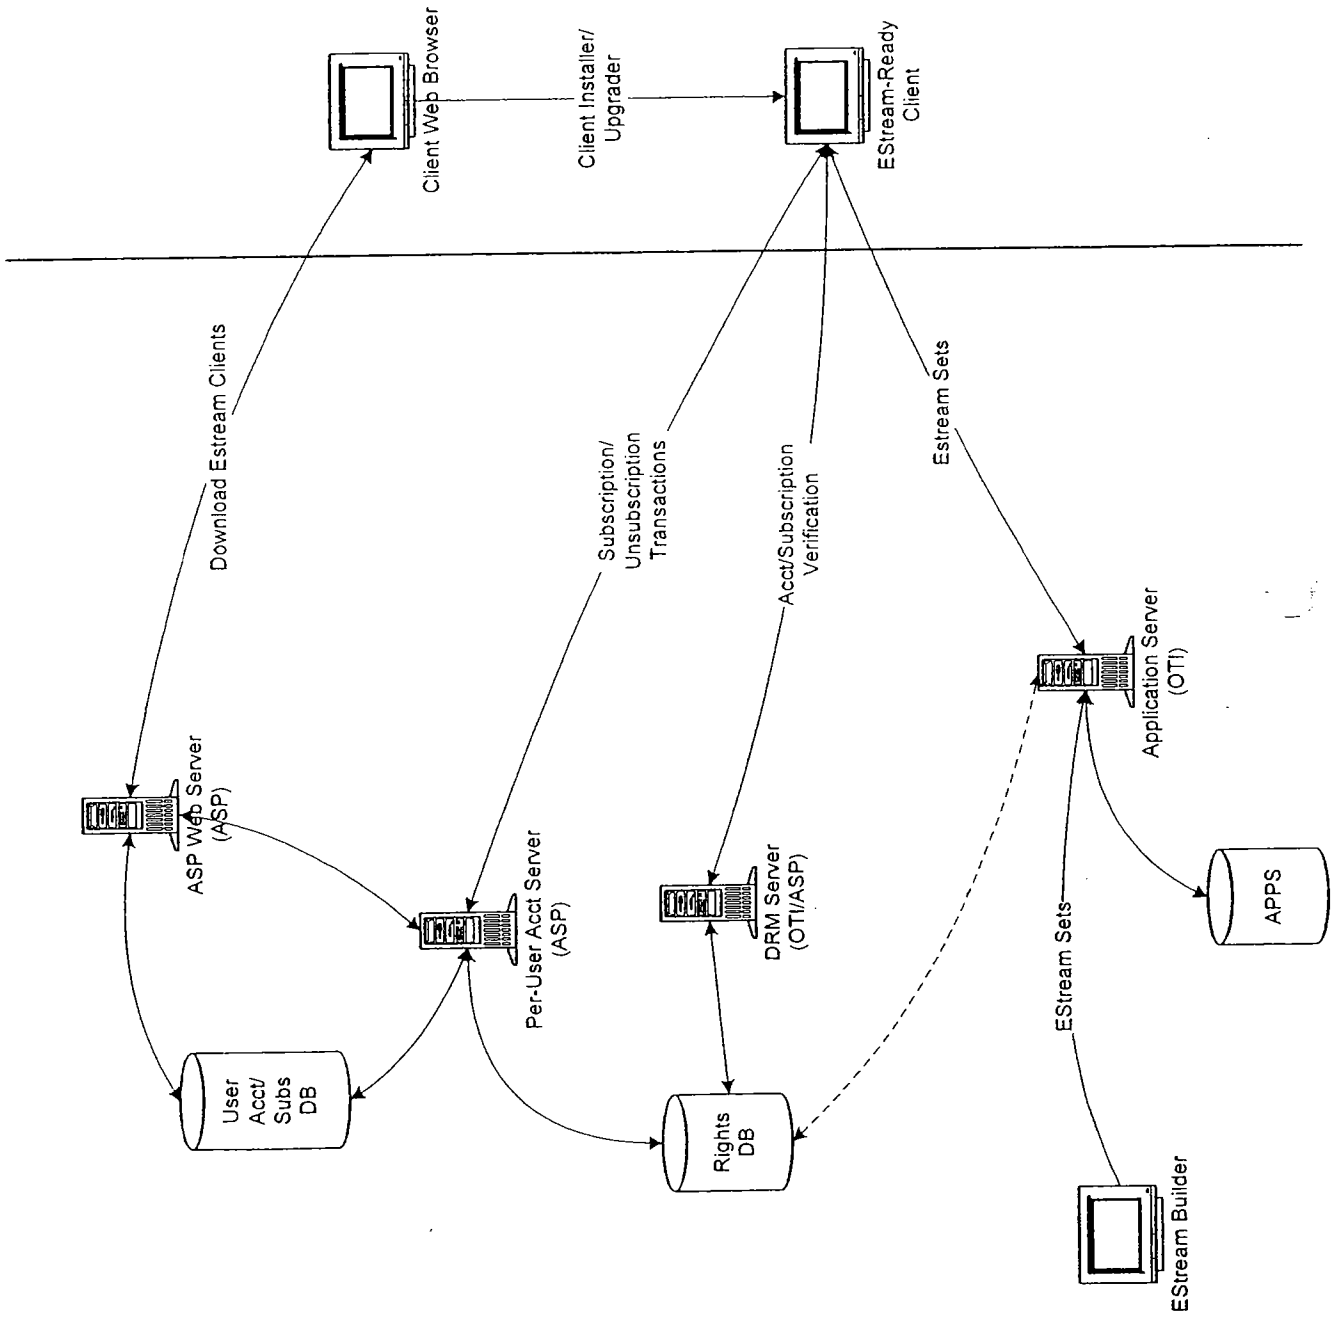 Client Web Browser
Client Installer/
Upgrader
EStream-Ready
Client
Download Estream Clients
Subscription/
Unsubscription
Transactions
Acct/Subscription
Verification
Estream Sets
ASP Web Server
(ASP)
Per-User Acct Server
(ASP)
DRM Server
(OTI/ASP)
Application Server
(OTI)
User
Acct/
Subs
DB
Rights
DB
EStream Sets
APPS
EStream Builder